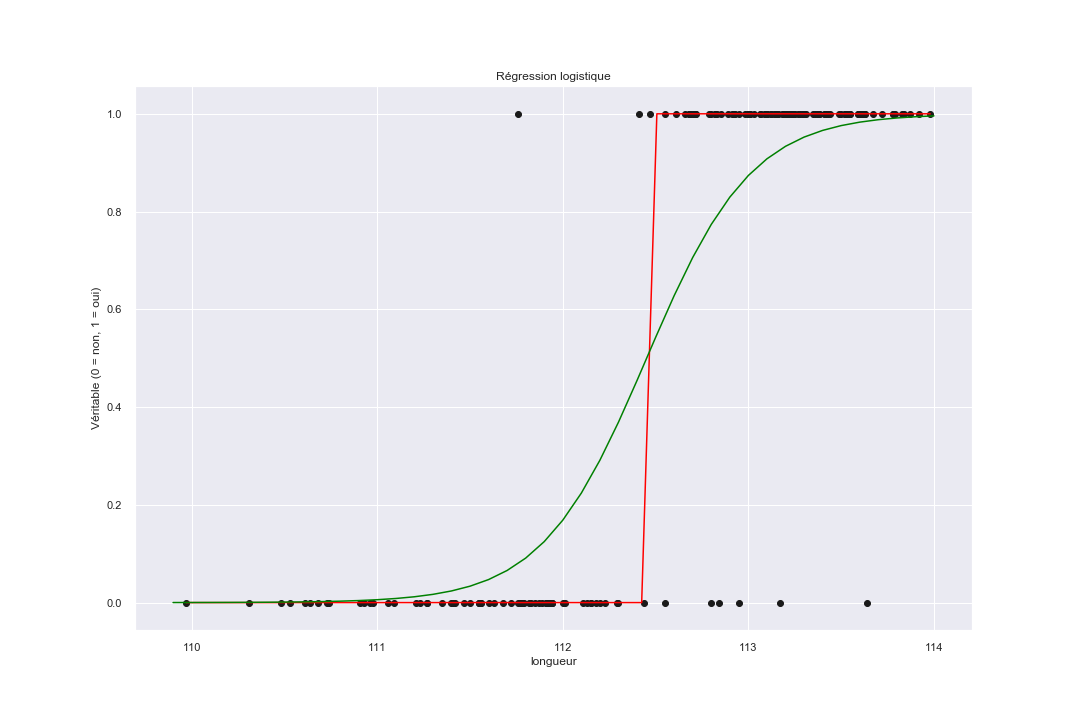 Régression logistique
1.0
0.8
0.6
0.4
0.2
0.0
Véritable (0 = non, 1 = oui)
110 111 112 113 114
longueur